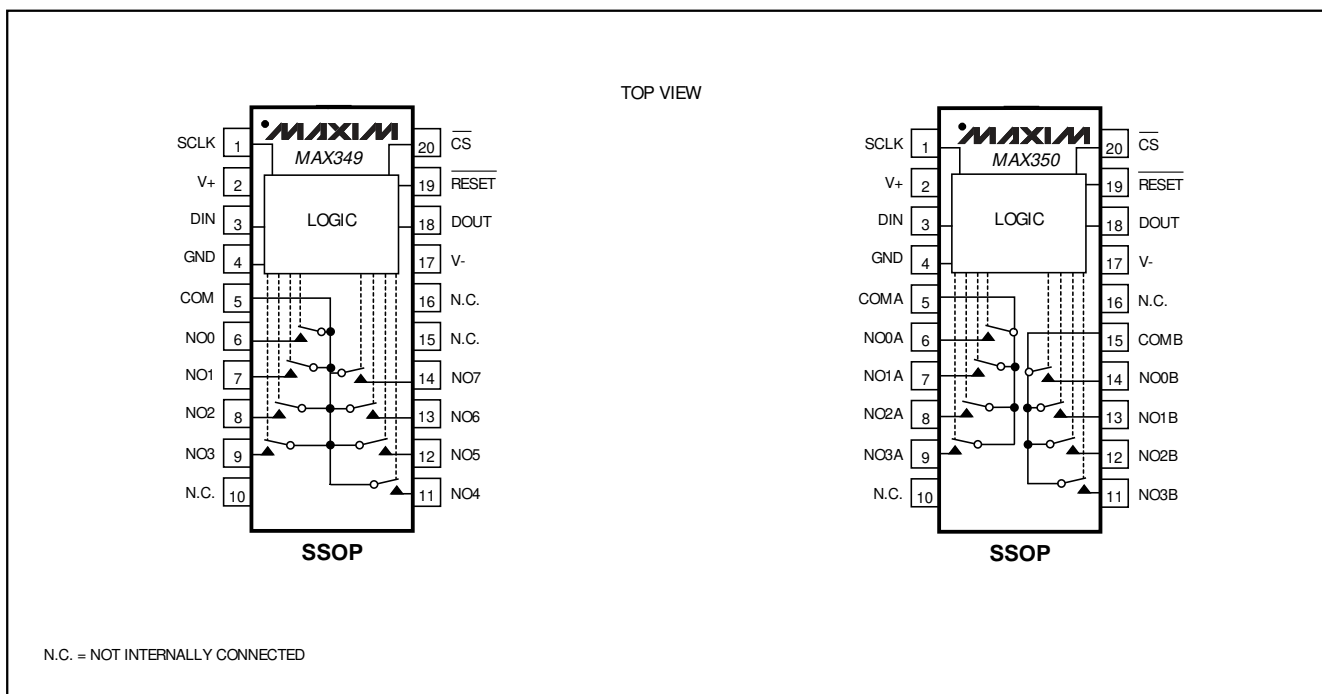 TOP VIEW
MAXIM
MAX349
LOGIC
SCLK 1
V+ 2
DIN 3
GND 4
COM 5
NO0 6
NO1 7
NO2 8
NO3 9
N.C. 10
20 CS
19 RESET
18 DOUT
17 V-
16 N.C.
15 N.C.
14 NO7
13 NO6
12 NO5
11 NO4
SSOP
MAXIM
MAX350
LOGIC
SCLK 1
V+ 2
DIN 3
GND 4
COMA 5
NO0A 6
NO1A 7
NO2A 8
NO3A 9
N.C. 10
20 CS
19 RESET
18 DOUT
17 V-
16 N.C.
15 COMB
14 NO0B
13 NO1B
12 NO2B
11 NO3B
SSOP
N.C. = NOT INTERNALLY CONNECTED